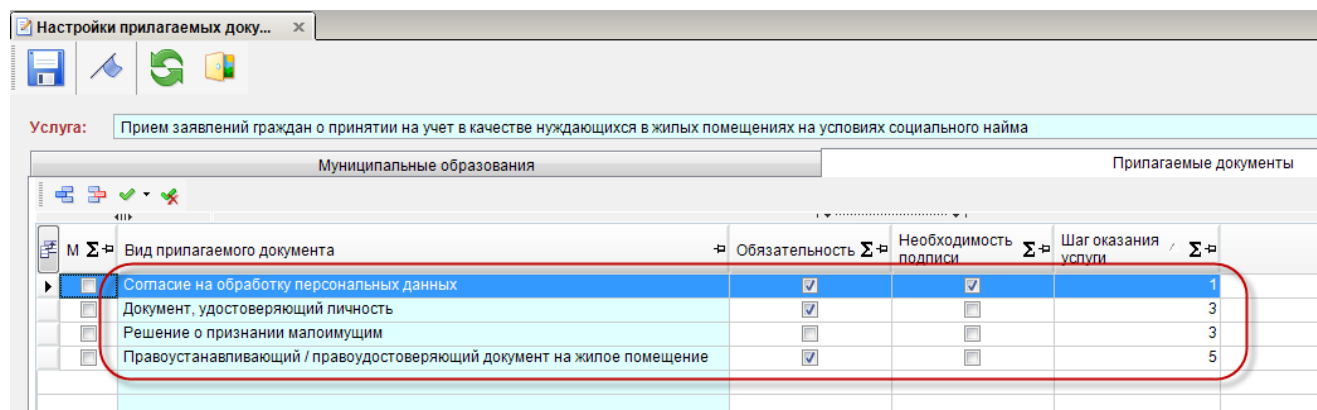 Настройки прилагаемых доку...
Услуга: Прием заявлений граждан о принятии на учет в качестве нуждающихся в жилых помещениях на условиях социального найма
Муниципальные образования Прилагаемые документы
М Σ Вид прилагаемого документа Обязательность Σ Необходимость подписи Σ Шаг оказания услуги Σ
Согласие на обработку персональных данных 1
Документ, удостоверяющий личность 3
Решение о признании малоимущим 3
Правоустанавливающий / правоудостоверяющий документ на жилое помещение 5